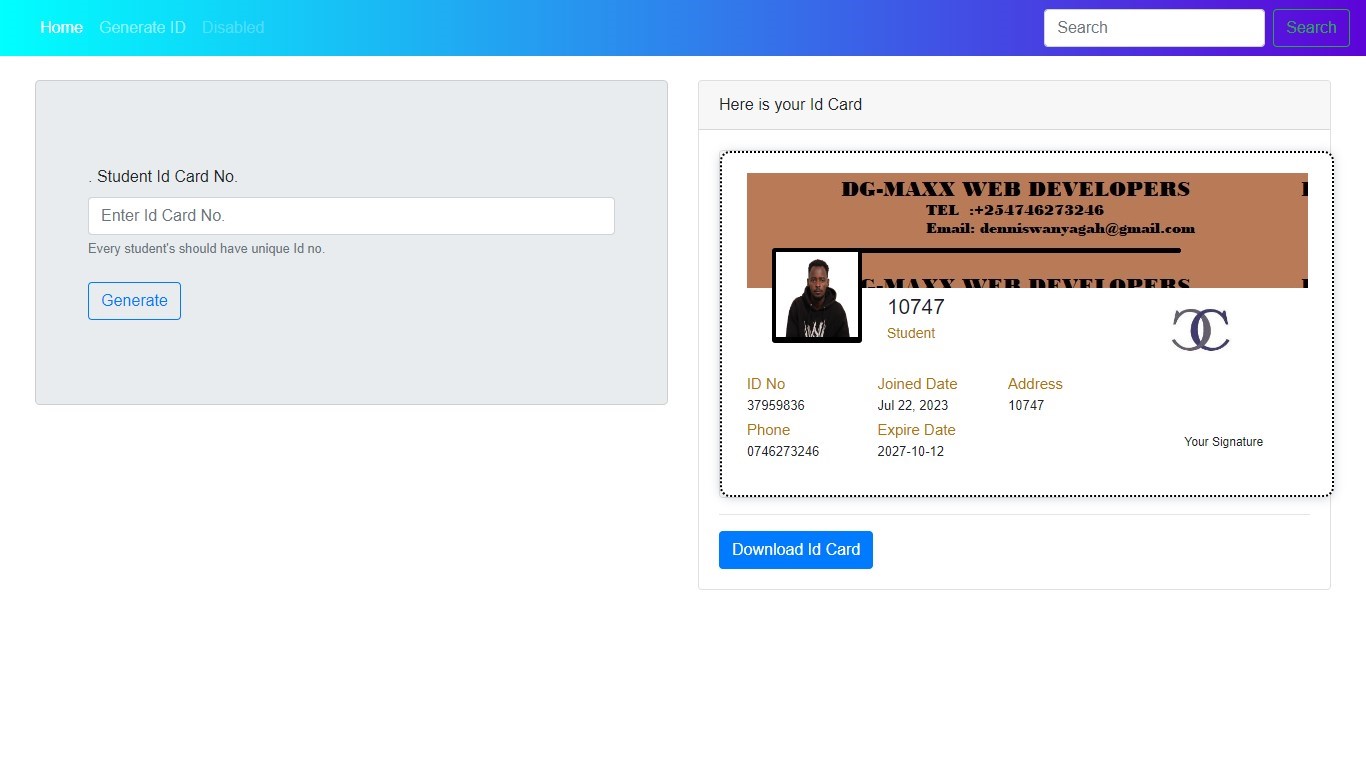 Home Generate ID Disabled Search Search
. Student Id Card No.
Enter Id Card No.
Every student's should have unique Id no.
Generate
Here is your Id Card
DG-MAXX WEB DEVELOPERS
TEL :+254746273246
Email: denniswanyagah@gmail.com
DG-MAXX WEB DEVELOPERS
10747
Student
ID No Joined Date Address
37959836 Jul 22, 2023 10747
Phone Expire Date
0746273246 2027-10-12
Your Signature
Download Id Card